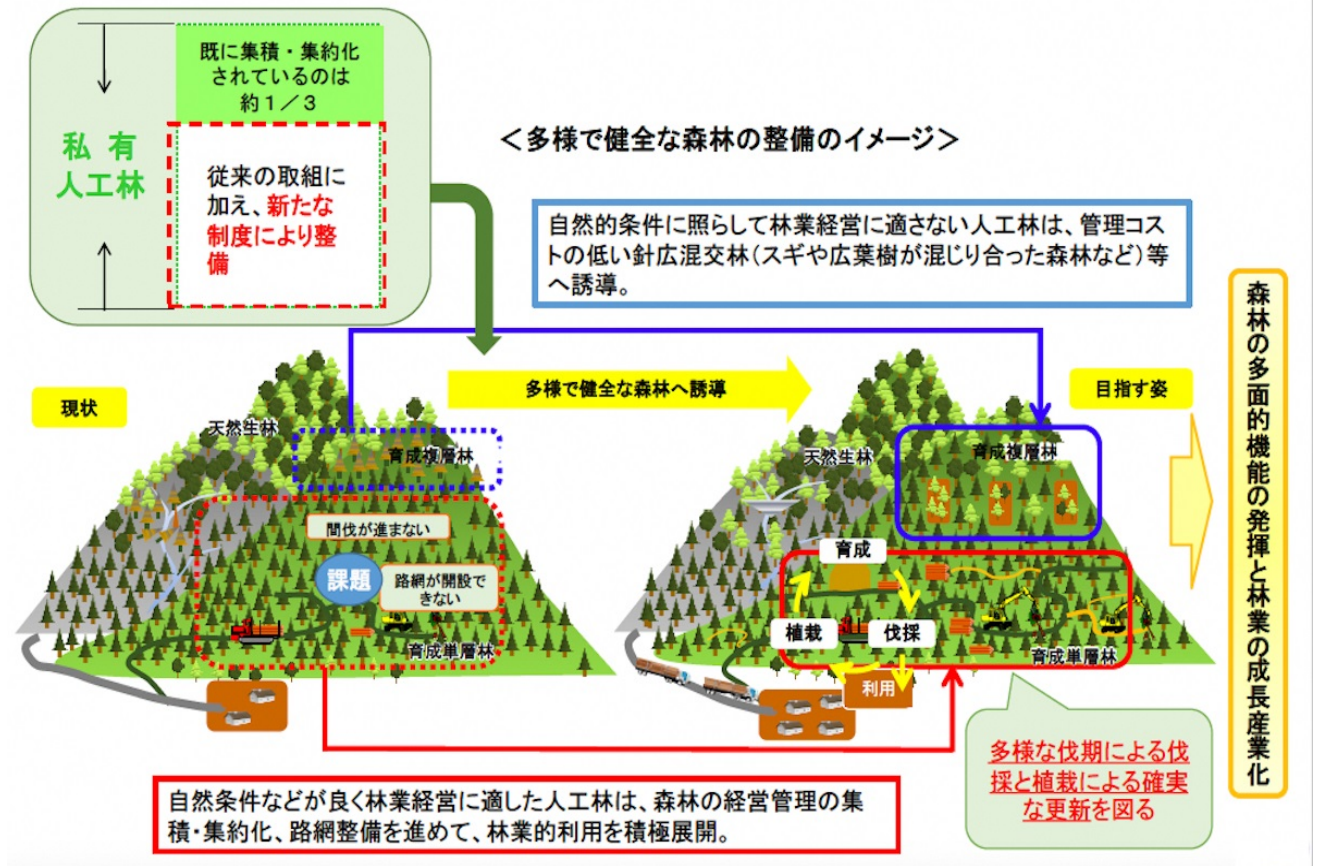 既に集積・集約化
されているのは
約１／３
私 有
人工林
従来の取組に
加え、新たな
制度により整
備
＜多様で健全な森林の整備のイメージ＞
自然的条件に照らして林業経営に適さない人工林は、管理コス
トの低い針広混交林（スギや広葉樹が混じり合った森林など）等
へ誘導。
現状
多様で健全な森林へ誘導
目指す姿
天然生林
育成複層林
間伐が進まない
課題
路網が開設で
きない
育成単層林
天然生林
育成複層林
育成
植栽
伐採
利用
育成単層林
多様な伐期による伐
採と植栽による確実
な更新を図る
自然条件などが良く林業経営に適した人工林は、森林の経営管理の集
積・集約化、路網整備を進めて、林業的利用を積極展開。
森林の多面的機能の発揮と林業の成長産業化